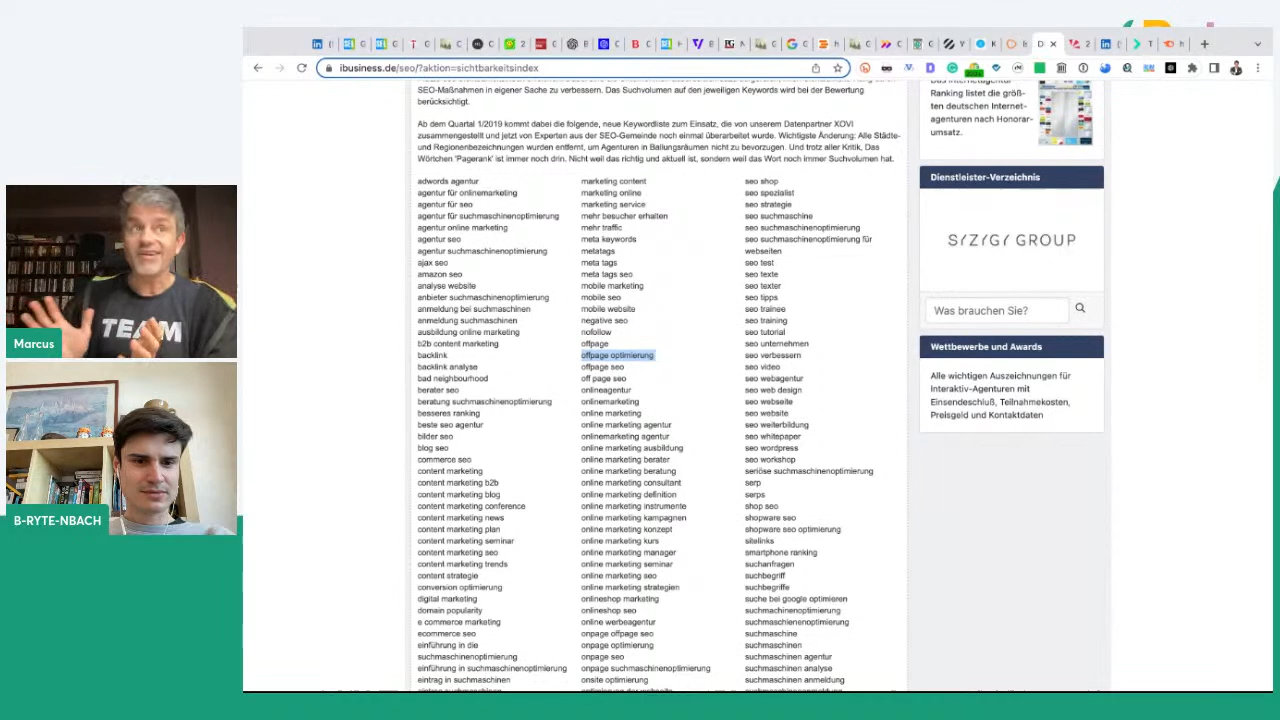 ibusiness.de/seo/?aktion=sichtbarkeitsindex
SEO-Maßnahmen in eigener Sache zu verbessern. Das Suchvolumen auf den jeweiligen Keywords wird bei der Bewertung
berücksichtigt.
Ab dem Quartal 1/2019 kommt dabei die folgende, neue Keywordliste zum Einsatz, die von unserem Datenpartner XOVI
zusammengestellt und jetzt von Experten aus der SEO-Gemeinde noch einmal überarbeitet wurde. Wichtigste Änderung: Alle Städte-
und Regionenbezeichnungen wurden entfernt, um Agenturen in Ballungsräumen nicht zu bevorzugen. Und trotz aller Kritik, Das
Wörtchen 'Pagerank' ist immer noch drin. Nicht weil das richtig und aktuell ist, sondern weil das Wort noch immer Suchvolumen hat.
adwords agentur
agentur für onlinemarketing
agentur für seo
agentur für suchmaschinenoptimierung
agentur online marketing
agentur seo
agentur suchmaschinenoptimierung
ajax seo
amazon seo
analyse website
anbieter suchmaschinenoptimierung
anmeldung bei suchmaschinen
anmeldung suchmaschinen
ausbildung online marketing
b2b content marketing
backlink
backlink analyse
bad neighbourhood
berater seo
beratung suchmaschinenoptimierung
besseres ranking
beste seo agentur
bilder seo
blog seo
commerce seo
content marketing
content marketing b2b
content marketing blog
content marketing conference
content marketing news
content marketing plan
content marketing seminar
content marketing seo
content marketing trends
content strategie
conversion optimierung
digital marketing
domain popularity
e commerce marketing
ecommerce seo
einführung in die
suchmaschinenoptimierung
einführung in suchmaschinenoptimierung
eintrag in suchmaschinen
eintrag suchmaschinen
marketing content
marketing online
marketing service
mehr besucher erhalten
mehr traffic
meta keywords
metatags
meta tags
meta tags seo
mobile marketing
mobile seo
mobile website
negative seo
nofollow
offpage
offpage optimierung
offpage seo
off page seo
onlineagentur
onlinemarketing
online marketing
online marketing agentur
onlinemarketing agentur
online marketing ausbildung
online marketing berater
online marketing beratung
online marketing consultant
online marketing definition
online marketing instrumente
online marketing kampagnen
online marketing konzept
online marketing kurs
online marketing manager
online marketing seminar
online marketing seo
online marketing strategien
onlineshop marketing
onlineshop seo
online werbeagentur
onpage offpage seo
onpage optimierung
onpage seo
onpage suchmaschinenoptimierung
onsite optimierung
optimierung der webseite
seo shop
seo spezialist
seo strategie
seo suchmaschine
seo suchmaschinenoptimierung
seo suchmaschinenoptimierung für
webseiten
seo test
seo texte
seo texter
seo tipps
seo trainee
seo training
seo tutorial
seo unternehmen
seo verbessern
seo video
seo webagentur
seo web design
seo webseite
seo website
seo weiterbildung
seo whitepaper
seo wordpress
seo workshop
seriöse suchmaschinenoptimierung
serp
serps
shop seo
shopware seo
shopware seo optimierung
sitelinks
smartphone ranking
suchanfragen
suchbegriff
suchbegriffe
suche bei google optimieren
suchmachinenoptimierung
suchmaschienenoptimierung
suchmaschine
suchmaschinen
suchmaschinen agentur
suchmaschinen analyse
suchmaschinen anmeldung
suchmaschinenanmeldung
Das Internetagentur
Ranking listet die größ-
ten deutschen Internet-
agenturen nach Honorar-
umsatz.
Dienstleister-Verzeichnis
SYZYGY GROUP
Was brauchen Sie?
Wettbewerbe und Awards
Alle wichtigen Auszeichnungen für
Interaktiv-Agenturen mit
Einsendeschluß, Teilnahmekosten,
Preisgeld und Kontaktdaten
TEAM
Marcus
B-RYTE-NBACH